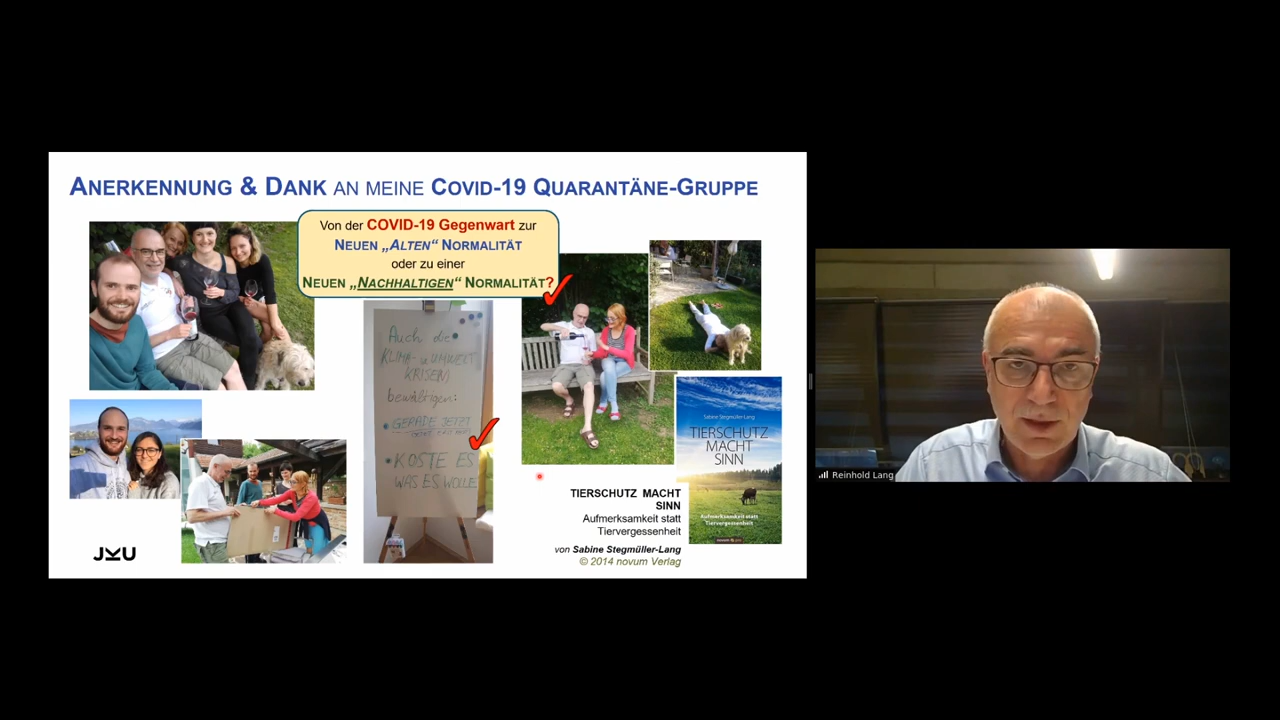 ANERKENNUNG & DANK AN MEINE COVID-19 QUARANTÄNE-GRUPPE
Von der COVID-19 Gegenwart zur
NEUEN „ALTEN“ NORMALITÄT
oder zu einer
NEUEN „NACHHALTIGEN“ NORMALITÄT?
Auch die
KLIMA- u. UMWELT
KRISE(N)
bewältigen:
GERADE JETZT
KOSTE ES
WAS ES WOLLE
Sabine Stegmüller-Lang
TIERSCHUTZ
MACHT
SINN
Aufmerksamkeit statt
Tiervergessenheit
TIERSCHUTZ MACHT
SINN
Aufmerksamkeit statt
Tiervergessenheit
von Sabine Stegmüller-Lang
© 2014 novum Verlag
JKU
Reinhold Lang